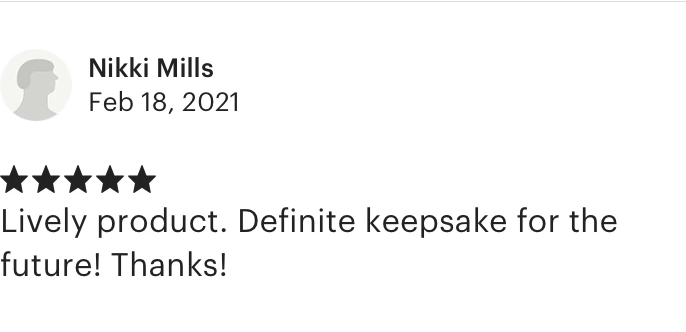 Nikki Mills
Feb 18, 2021
★★★★★
Lively product. Definite keepsake for the
future! Thanks!